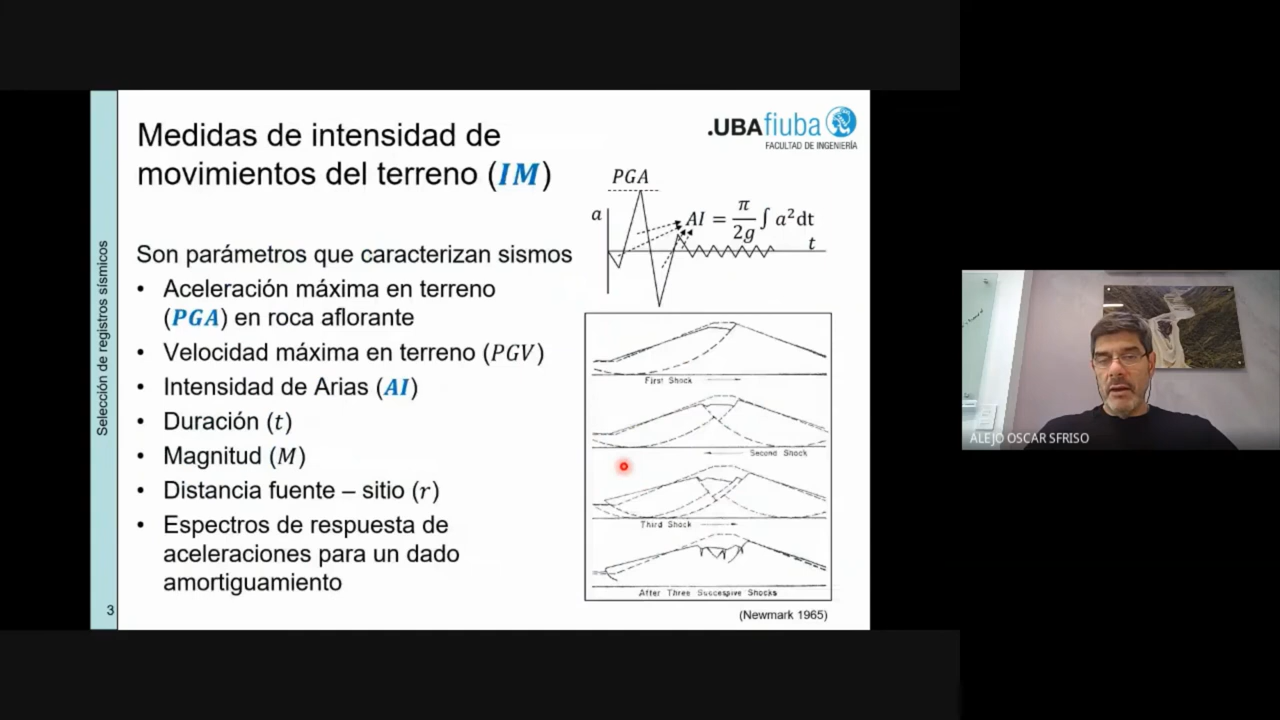 Selección de registros sísmicos
Medidas de intensidad de
movimientos del terreno (IM)
.UBAfiuba
FACULTAD DE INGENIERÍA
Son parámetros que caracterizan sismos
• Aceleración máxima en terreno
(PGA) en roca aflorante
• Velocidad máxima en terreno (PGV)
• Intensidad de Arias (AI)
• Duración (t)
• Magnitud (M)
• Distancia fuente – sitio (r)
• Espectros de respuesta de
aceleraciones para un dado
amortiguamiento
3
PGA
a
AI = π/2g ∫ a²dt
t
First Shock
Second Shock
Third Shock
After Three Successive Shocks
(Newmark 1965)
ALEJO OSCAR SFRISO